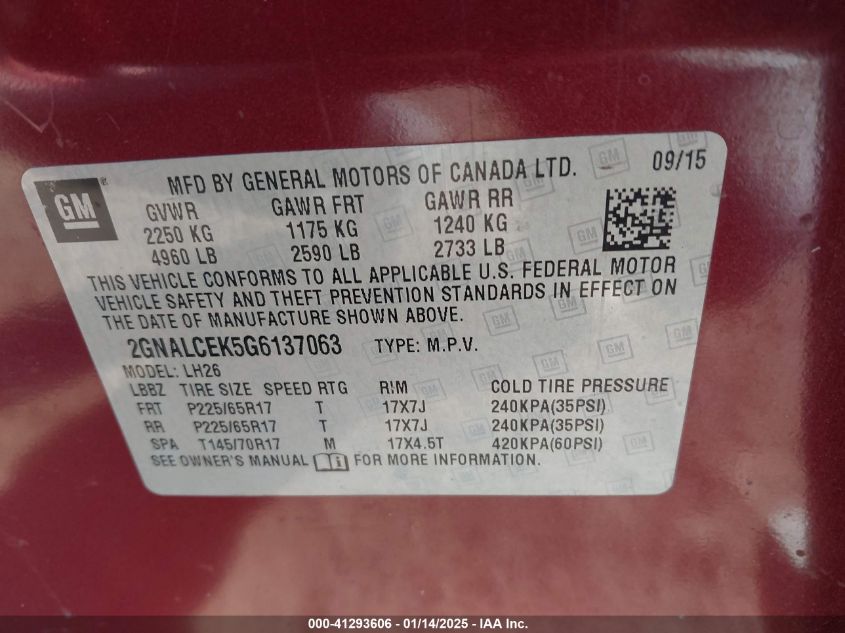 MFD BY GENERAL MOTORS OF CANADA LTD. 09/15
GM ®
GVWR GAWR FRT GAWR RR
2250 KG 1175 KG 1240 KG
4960 LB 2590 LB 2733 LB
THIS VEHICLE CONFORMS TO ALL APPLICABLE U.S. FEDERAL MOTOR
VEHICLE SAFETY AND THEFT PREVENTION STANDARDS IN EFFECT ON
THE DATE OF MANUFACTURE SHOWN ABOVE.
2GNALCEK5G6137063 TYPE: M.P.V.
MODEL: LH26
LBBZ TIRE SIZE SPEED RTG RIM COLD TIRE PRESSURE
FRT P225/65R17 T 17X7J 240KPA(35PSI)
RR P225/65R17 T 17X7J 240KPA(35PSI)
SPA T145/70R17 M 17X4.5T 420KPA(60PSI)
SEE OWNER'S MANUAL FOR MORE INFORMATION.
000-41293606 - 01/14/2025 - IAA Inc.